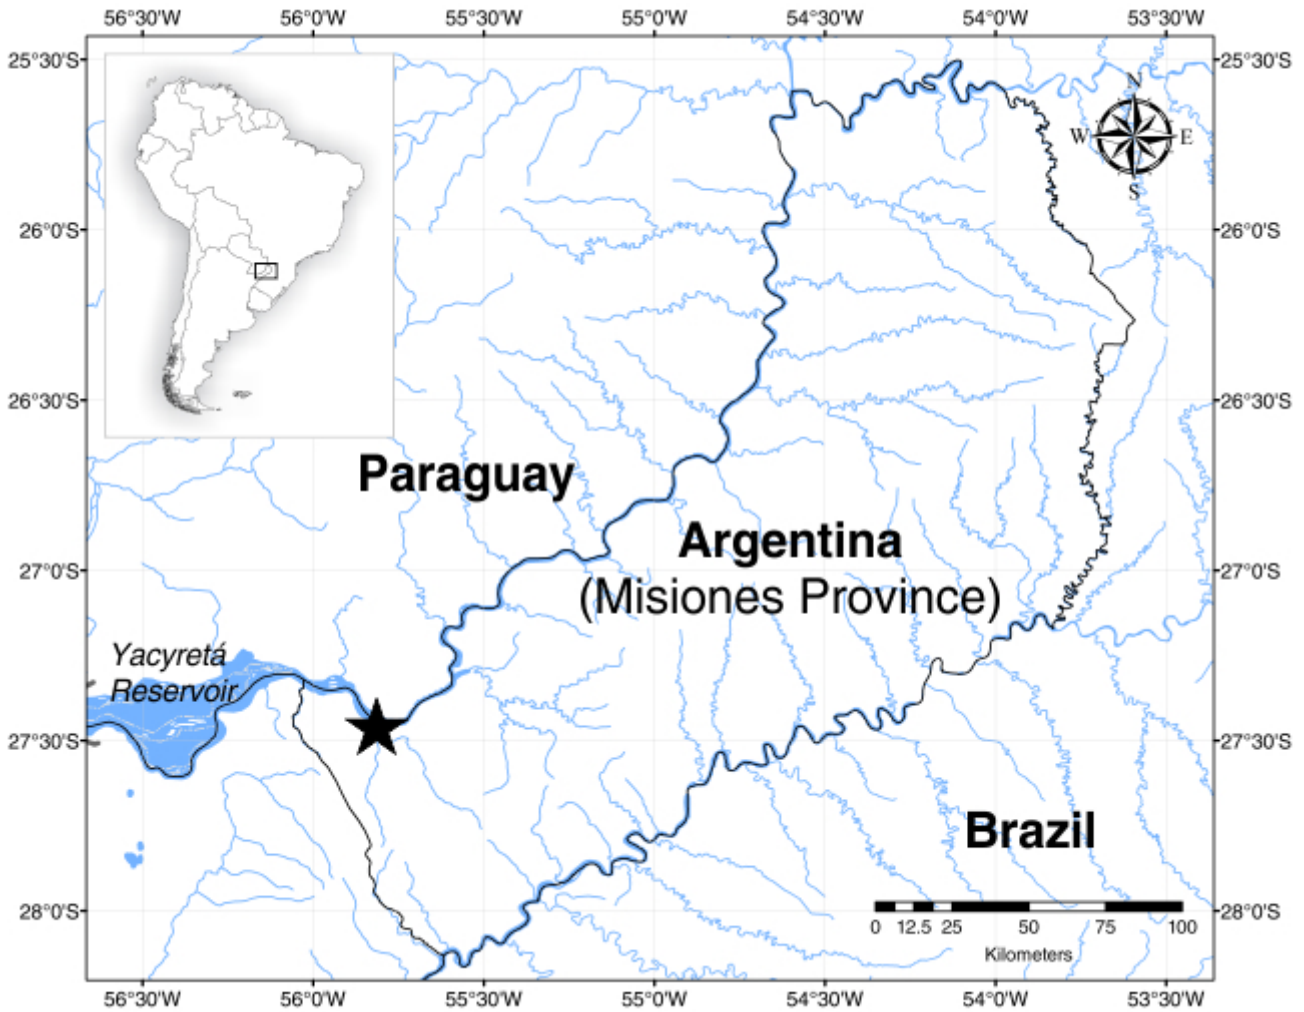 56°30'W 56°0'W 55°30'W 55°0'W 54°30'W 54°0'W 53°30'W
25°30'S 25°30'S
N
W E
S
26°0'S 26°0'S
26°30'S 26°30'S
Paraguay
Argentina
27°0'S 27°0'S
(Misiones Province)
Yacyretá
Reservoir
27°30'S 27°30'S
Brazil
28°0'S 28°0'S
0 12.5 25 50 75 100
Kilometers
56°30'W 56°0'W 55°30'W 55°0'W 54°30'W 54°0'W 53°30'W